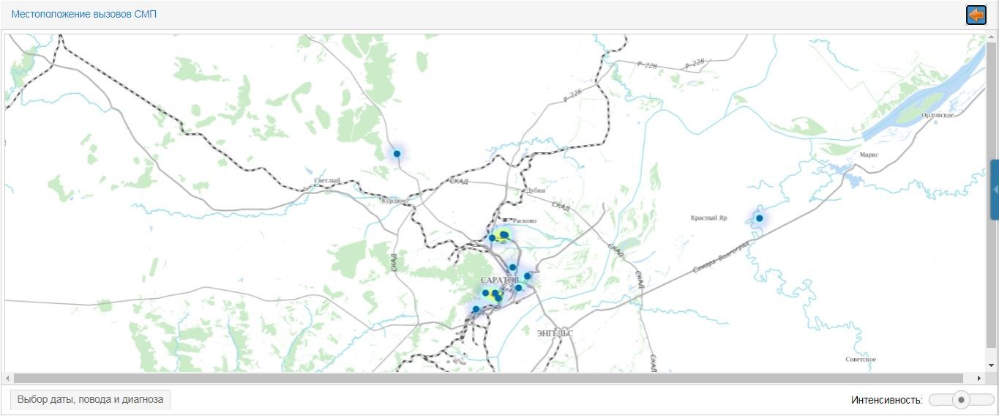 Местоположение вызовов СМП
Р-228
Р-228
Р-228
Орловское
Маркс
Светлый
СКАД
Курдюм
Дубки
СКАД
Красный Яр
Расково
СКАД
Самара-Волгоград
СКАД
САРАТОВ
СКАД
ЭНГЕЛЬС
Советское
СКАД
Выбор даты, повода и диагноза
Интенсивность: